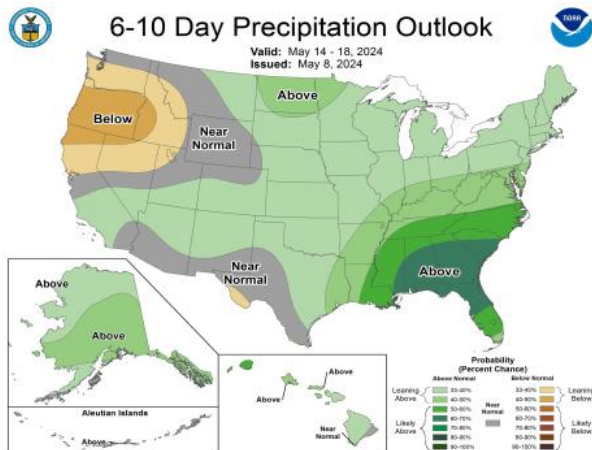 6-10 Day Precipitation Outlook
Valid: May 14 - 18, 2024
Issued: May 8, 2024
NOAA
Above
Below
Near
Normal
Near
Normal
Above
Above
Above
Above
Above
Near
Normal
Aleutian Islands
Above
Probability
(Percent Chance)
Above Normal
Below Normal
Leaning
Above
33-40%
40-50%
Likely
Above
50-60%
60-70%
70-80%
80-90%
90-100%
Near
Normal
33-40%
40-50%
Leaning
Below
50-60%
60-70%
70-80%
80-90%
90-100%
Likely
Below